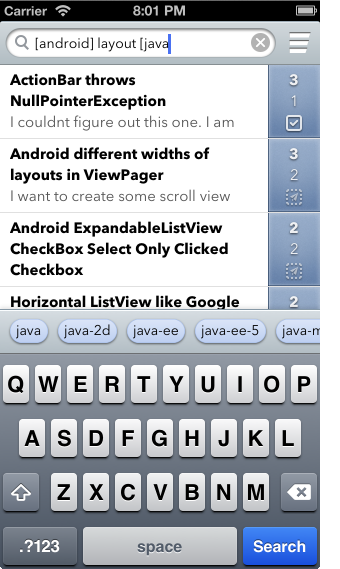 Carrier 8:01 PM
[android] layout [java
ActionBar throws 3
NullPointerException 1
I couldnt figure out this one. I am
Android different widths of 3
layouts in ViewPager 2
I want to create some scroll view
Android ExpandableListView 2
CheckBox Select Only Clicked 2
Checkbox
Horizontal ListView like Google 2
java java-2d java-ee java-ee-5 java-m
Q W E R T Y U I O P
A S D F G H J K L
Z X C V B N M
.?123 space Search